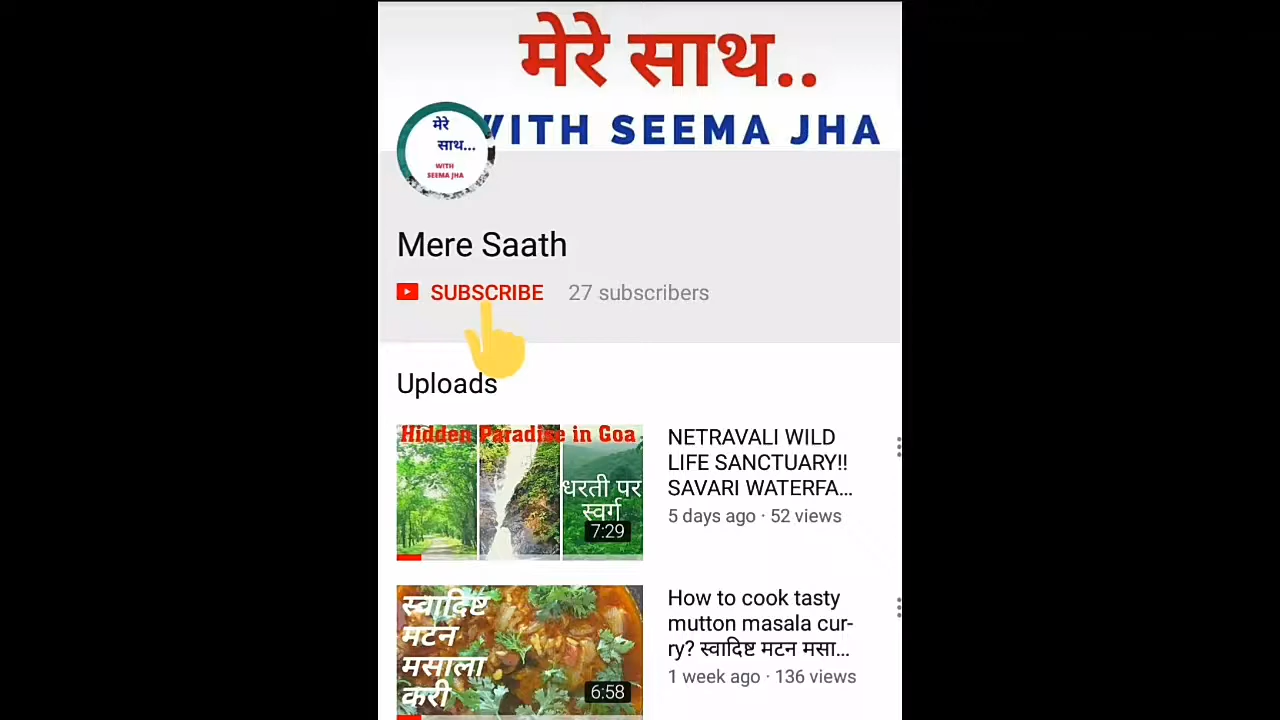 मेरे साथ..
WITH SEEMA JHA
मेरे
साथ...
WITH
SEEMA JHA
Mere Saath
SUBSCRIBE 27 subscribers
Uploads
Hidden Paradise in Goa
धरती पर
स्वर्ग
7:29
NETRAVALI WILD
LIFE SANCTUARY!!
SAVARI WATERFA...
5 days ago · 52 views
स्वादिष्ट
मटन
मसाला
करी
6:58
How to cook tasty
mutton masala cur-
ry? स्वादिष्ट मटन मसा...
1 week ago · 136 views